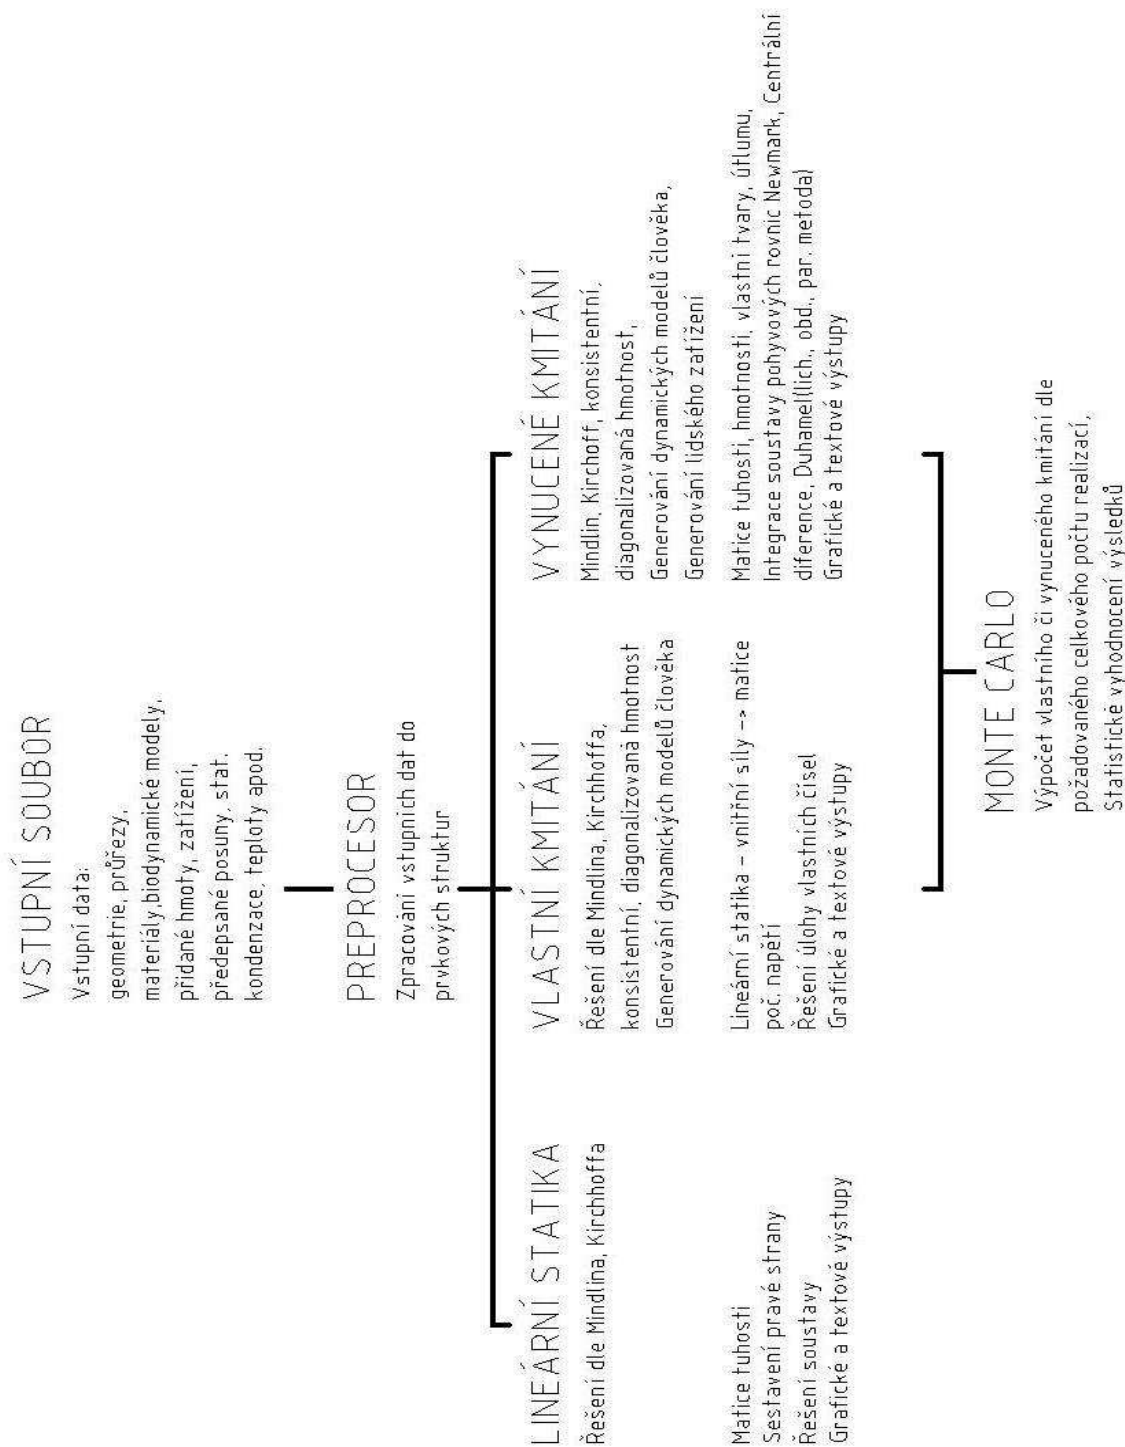 VSTUPNÍ SOUBOR
Vstupní data:
geometrie, průřezy,
materiály,biodynamické modely,
přidané hmoty, zatížení,
předepsané posuny, stat.
kondenzace, teploty apod.
PREPROCESOR
Zpracování vstupních dat do
prvkových struktur
LINEÁRNÍ STATIKA
Řešení dle Mindlina, Kirchhoffa
Matice tuhosti
Sestavení pravé strany
Řešení soustavy
Grafické a textové výstupy
VLASTNÍ KMITÁNÍ
Řešení dle Mindlina, Kirchhoffa,
konsistentní, diagonalizovaná hmotnost
Generování dynamických modelů člověka
Lineární statika - vnitřní síly -> matice
poč. napětí
Řešení úlohy vlastních čísel
Grafické a textové výstupy
VYNUCENÉ KMITÁNÍ
Mindlin, Kirchoff, konsistentní,
diagonalizovaná hmotnost,
Generování dynamických modelů člověka,
Generování lidského zatížení
Matice tuhosti, hmotnosti, vlastní tvary, útlumu,
Integrace soustavy pohyvových rovnic Newmark, Centrální
diference, Duhamel(lich., obd., par. metoda)
Grafické a textové výstupy
MONTE CARLO
Výpočet vlastního či vynuceného kmitání dle
požadovaného celkového počtu realizací,
Statistické vyhodnocení výsledků